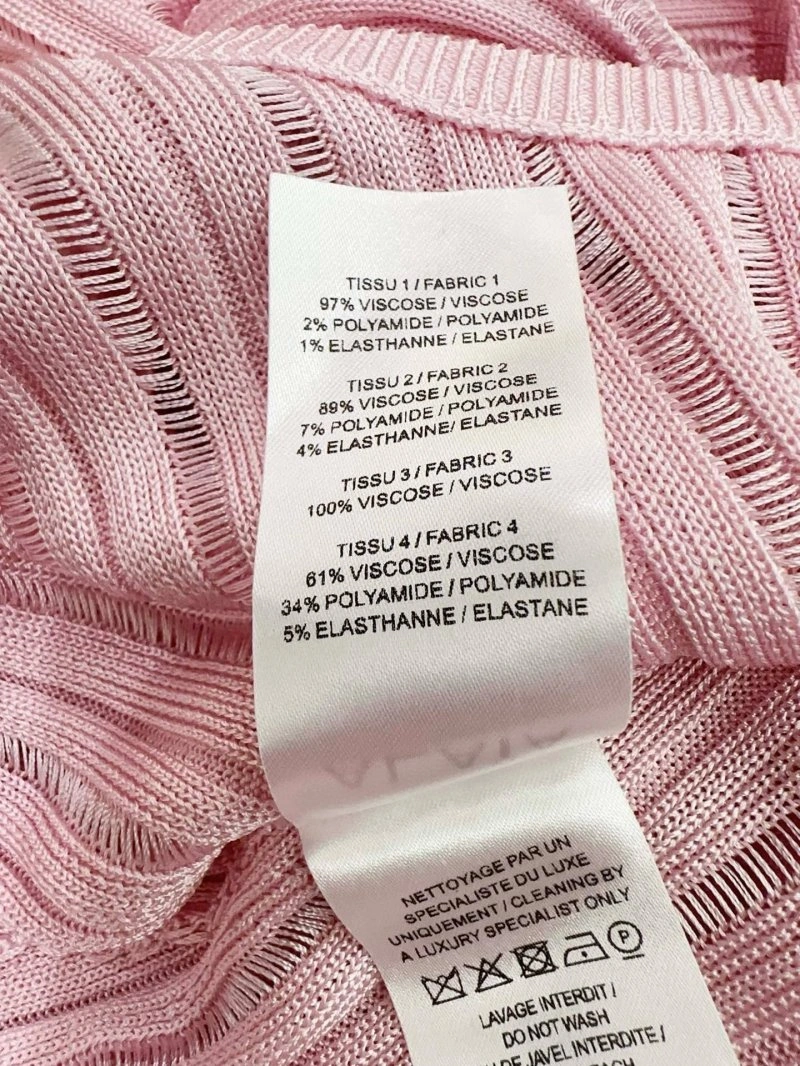 TISSU 1 / FABRIC 1
97% VISCOSE / VISCOSE
2% POLYAMIDE / POLYAMIDE
1% ELASTHANNE / ELASTANE
TISSU 2 / FABRIC 2
89% VISCOSE / VISCOSE
7% POLYAMIDE / POLYAMIDE
4% ELASTHANNE/ ELASTANE
TISSU 3 / FABRIC 3
100% VISCOSE / VISCOSE
TISSU 4 / FABRIC 4
61% VISCOSE / VISCOSE
34% POLYAMIDE / POLYAMIDE
5% ELASTHANNE / ELASTANE
ALAIA
NETTOYAGE PAR UN
SPECIALISTE DU LUXE
UNIQUEMENT / CLEANING BY
A LUXURY SPECIALIST ONLY
P
LAVAGE INTERDIT /
DO NOT WASH
DE JAVEL INTERDITE /